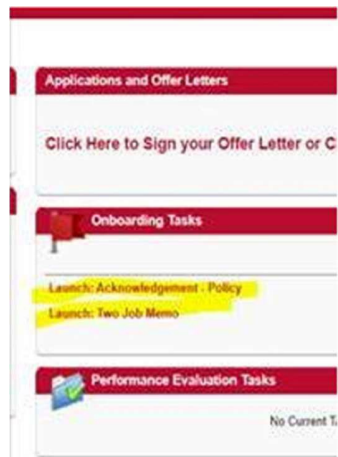 Applications and Offer Letters
Click Here to Sign your Offer Letter or C
Onboarding Tasks
Launch: Acknowledgement - Policy
Launch: Two Job Memo
Performance Evaluation Tasks
No Current Ta